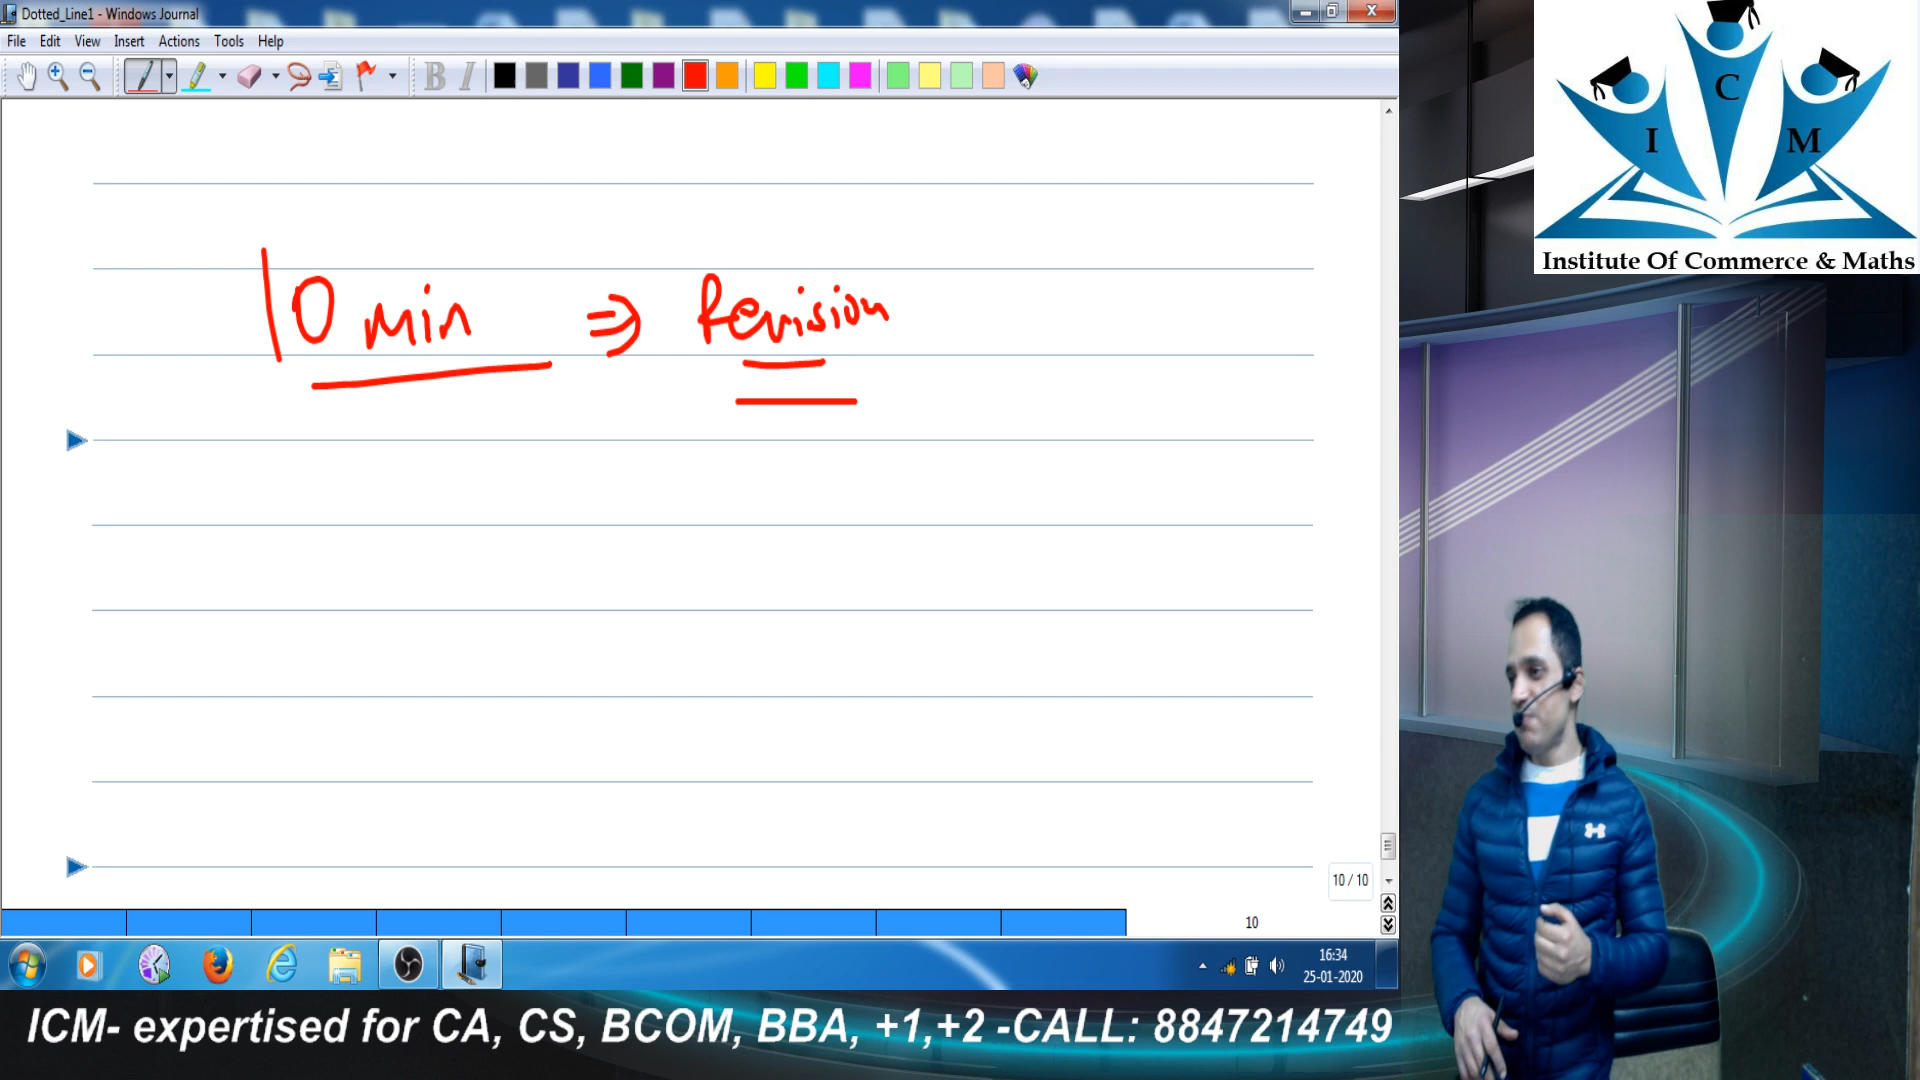 Dotted_Line1 - Windows Journal
File Edit View Insert Actions Tools Help
B I
I C M
Institute Of Commerce & Maths
10 min ⇒ Revision
10 / 10
10
16:34
25-01-2020
ICM- expertised for CA, CS, BCOM, BBA, +1,+2 -CALL: 8847214749